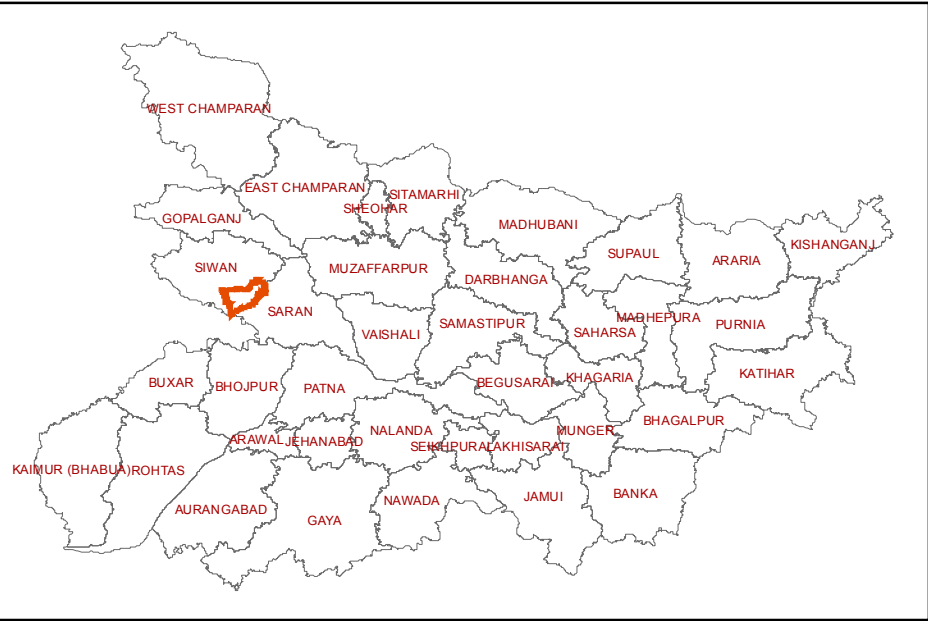 WEST CHAMPARAN
EAST CHAMPARAN
SITAMARHI
SHEOHAR
GOPALGANJ
MADHUBANI
KISHANGANJ
SUPAUL
ARARIA
SIWAN
MUZAFFARPUR
DARBHANGA
SARAN
MADHEPURA
SAMASTIPUR
PURNIA
VAISHALI
SAHARSA
KATIHAR
BUXAR
BHOJPUR
PATNA
BEGUSARAI
KHAGARIA
BHAGALPUR
NALANDA
MUNGER
ARAWAL
JEHANABAD
SEIKHPURA
LAKHISARAI
KAIMUR (BHABUA)
ROHTAS
BANKA
JAMUI
NAWADA
AURANGABAD
GAYA